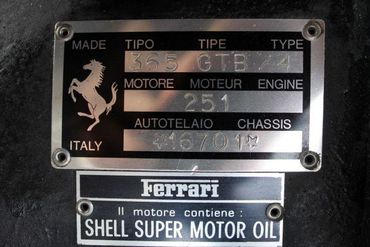 MADE TIPO TIPE TYPE
365 GTB/4
MOTORE MOTEUR ENGINE
251
AUTOTELAIO CHASSIS
*16701*
ITALY
Ferrari
Il motore contiene :
SHELL SUPER MOTOR OIL